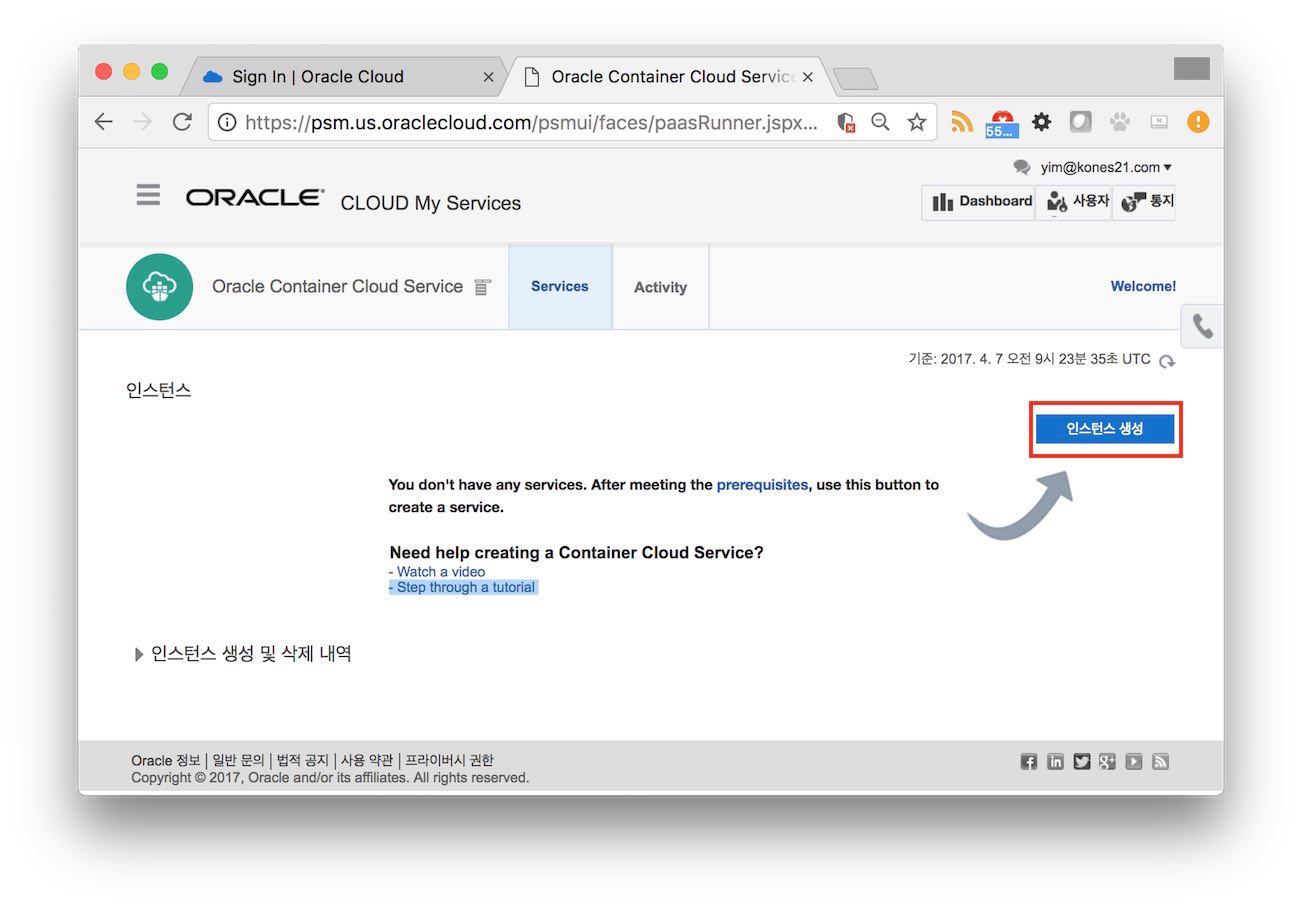 Sign In | Oracle Cloud
Oracle Container Cloud Service
https://psm.us.oraclecloud.com/psmui/faces/paasRunner.jspx...
55...
yim@kones21.com
ORACLE CLOUD My Services
Dashboard 사용자 통지
Oracle Container Cloud Service
Services
Activity
Welcome!
기준: 2017. 4. 7 오전 9시 23분 35초 UTC
인스턴스
인스턴스 생성
You don't have any services. After meeting the prerequisites, use this button to
create a service.
Need help creating a Container Cloud Service?
- Watch a video
- Step through a tutorial
인스턴스 생성 및 삭제 내역
Oracle 정보 | 일반 문의 | 법적 공지 | 사용 약관 | 프라이버시 권한
Copyright © 2017, Oracle and/or its affiliates. All rights reserved.